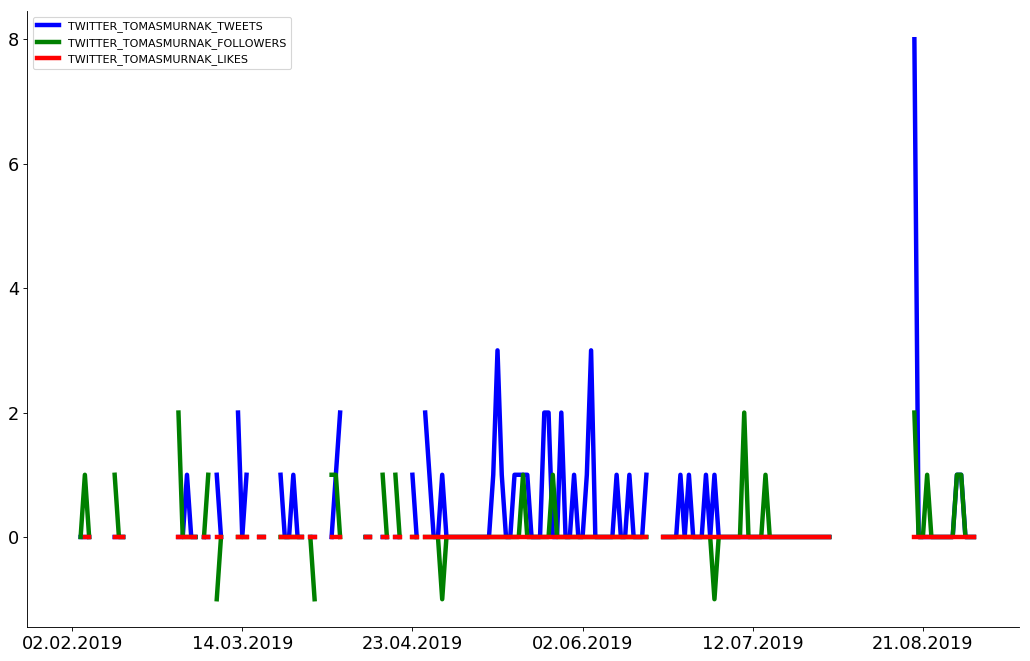 TWITTER_TOMASMURNAK_TWEETS
TWITTER_TOMASMURNAK_FOLLOWERS
TWITTER_TOMASMURNAK_LIKES
8
6
4
2
0
02.02.2019 14.03.2019 23.04.2019 02.06.2019 12.07.2019 21.08.2019